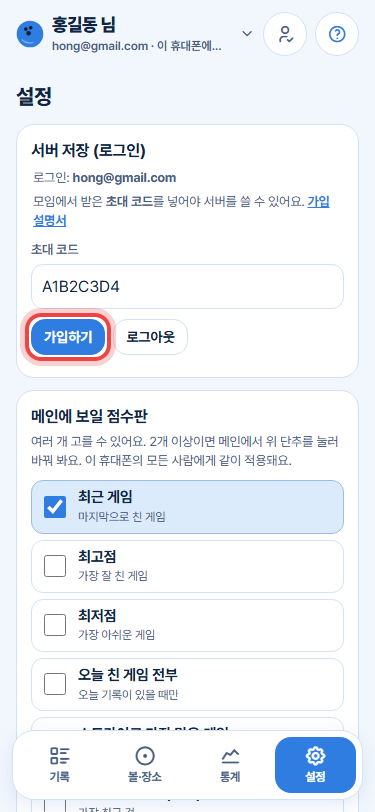 홍길동 님
hong@gmail.com · 이 휴대폰에...
설정
서버 저장 (로그인)
로그인: hong@gmail.com
모임에서 받은 초대 코드를 넣어야 서버를 쓸 수 있어요. 가입
설명서
초대 코드
A1B2C3D4
가입하기
로그아웃
메인에 보일 점수판
여러 개 고를 수 있어요. 2개 이상이면 메인에서 위 단추를 눌러
바꿔 봐요. 이 휴대폰의 모든 사람에게 같이 적용돼요.
최근 게임
마지막으로 친 게임
최고점
가장 잘 친 게임
최저점
가장 아쉬운 게임
오늘 친 게임 전부
오늘 기록이 있을 때만
기록
볼·장소
통계
설정